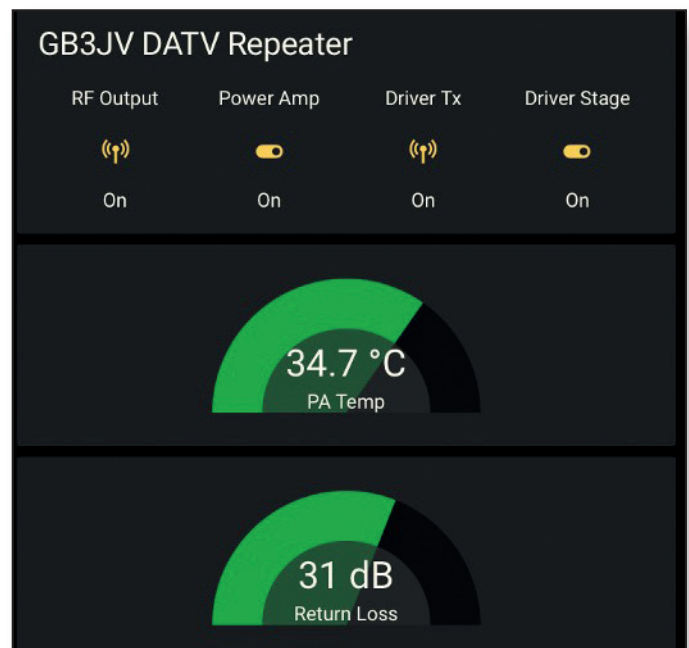 GB3JV DATV Repeater
RF Output Power Amp Driver Tx Driver Stage
On On On On
34.7 °C
PA Temp
31 dB
Return Loss